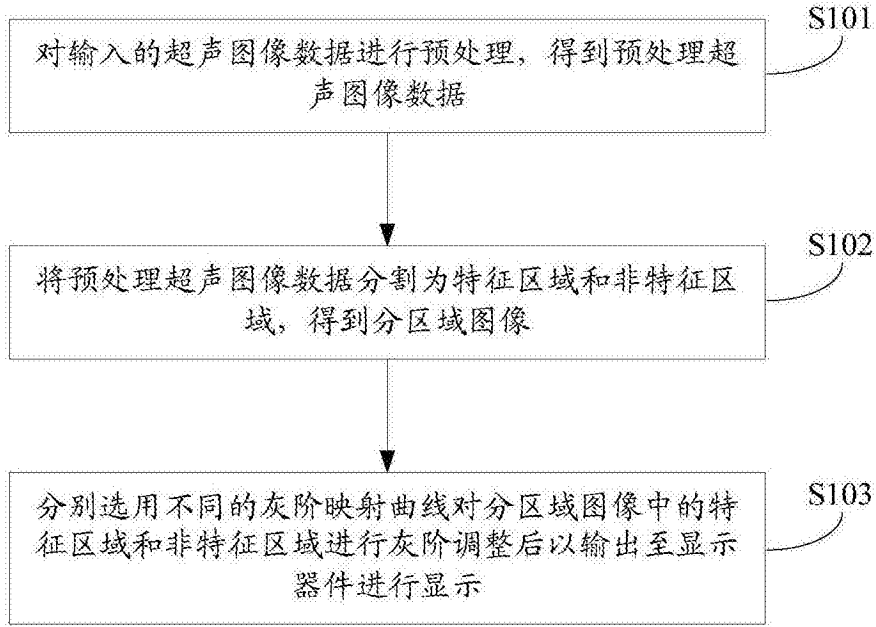 S101
对输入的超声图像数据进行预处理，得到预处理超
声图像数据
S102
将预处理超声图像数据分割为特征区域和非特征区
域，得到分区域图像
S103
分别选用不同的灰阶映射曲线对分区域图像中的特
征区域和非特征区域进行灰阶调整后以输出至显示
器件进行显示